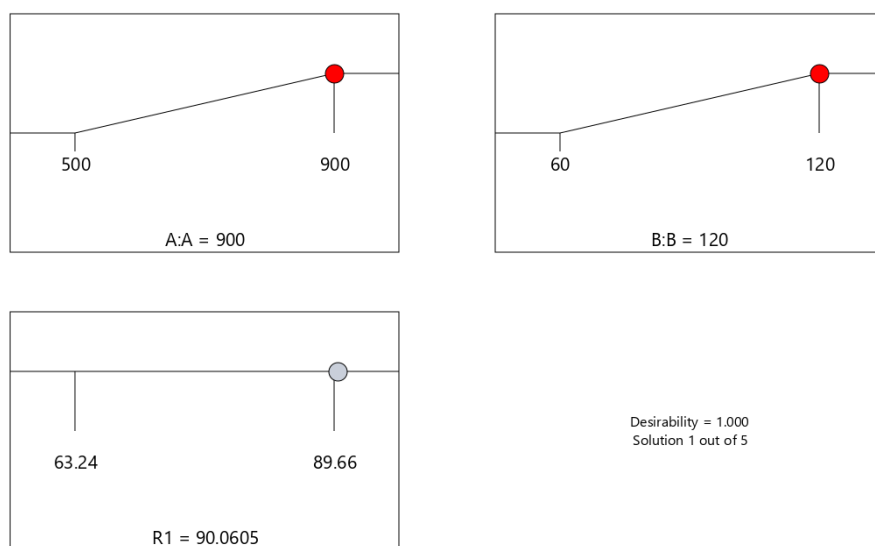 500 900
A:A = 900
60 120
B:B = 120
63.24 89.66
R1 = 90.0605
Desirability = 1.000
Solution 1 out of 5